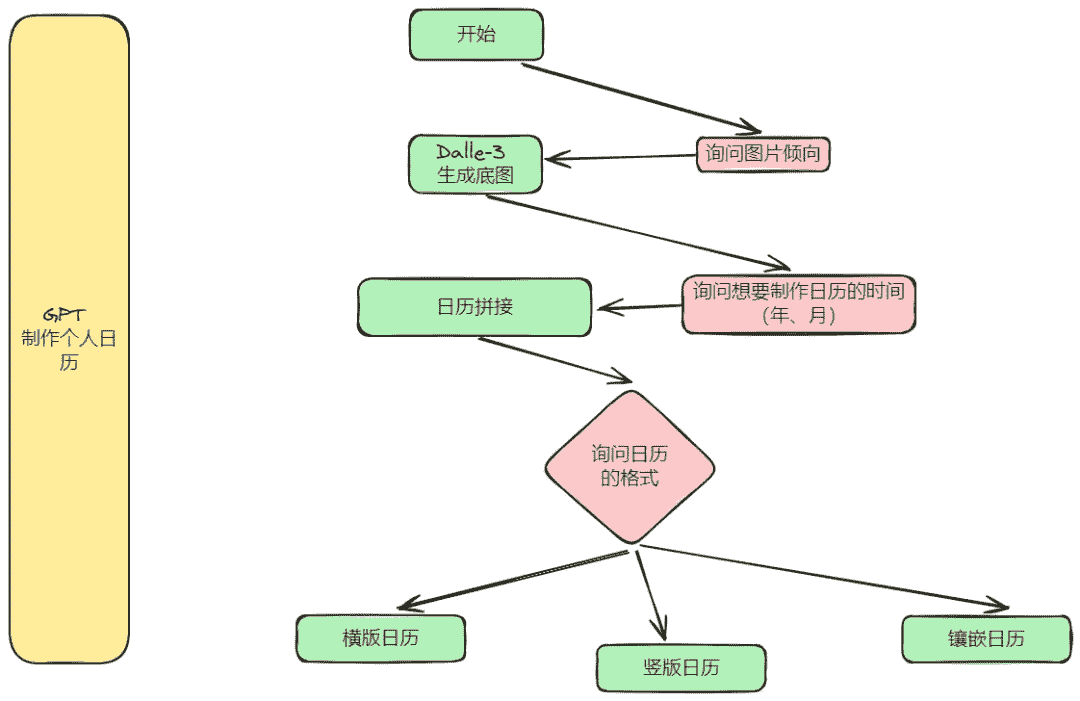 GPT
制作个人日
历
开始
询问图片倾向
Dalle-3
生成底图
询问想要制作日历的时间
（年、月）
日历拼接
询问日历
的格式
横版日历
竖版日历
镶嵌日历